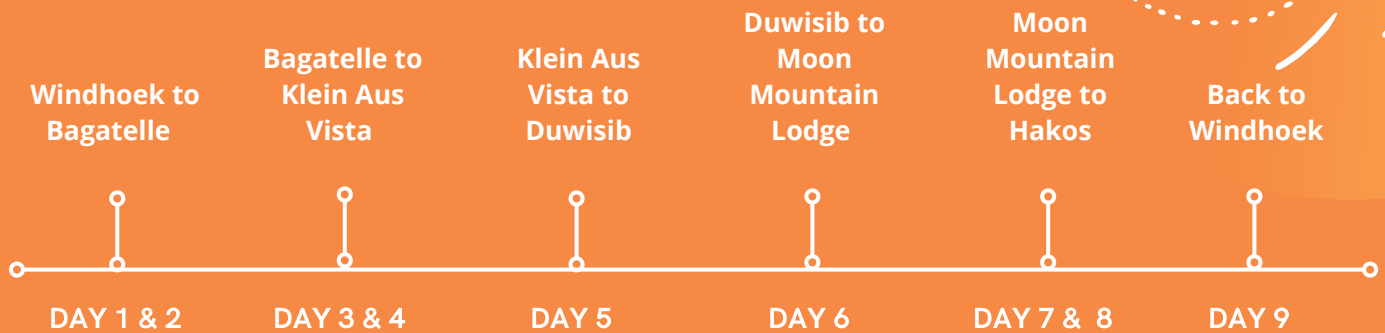 Windhoek to
Bagatelle
Bagatelle to
Klein Aus
Vista
Klein Aus
Vista to
Duwisib
Duwisib to
Moon
Mountain
Lodge
Moon
Mountain
Lodge to
Hakos
Back to
Windhoek
DAY 1 & 2
DAY 3 & 4
DAY 5
DAY 6
DAY 7 & 8
DAY 9